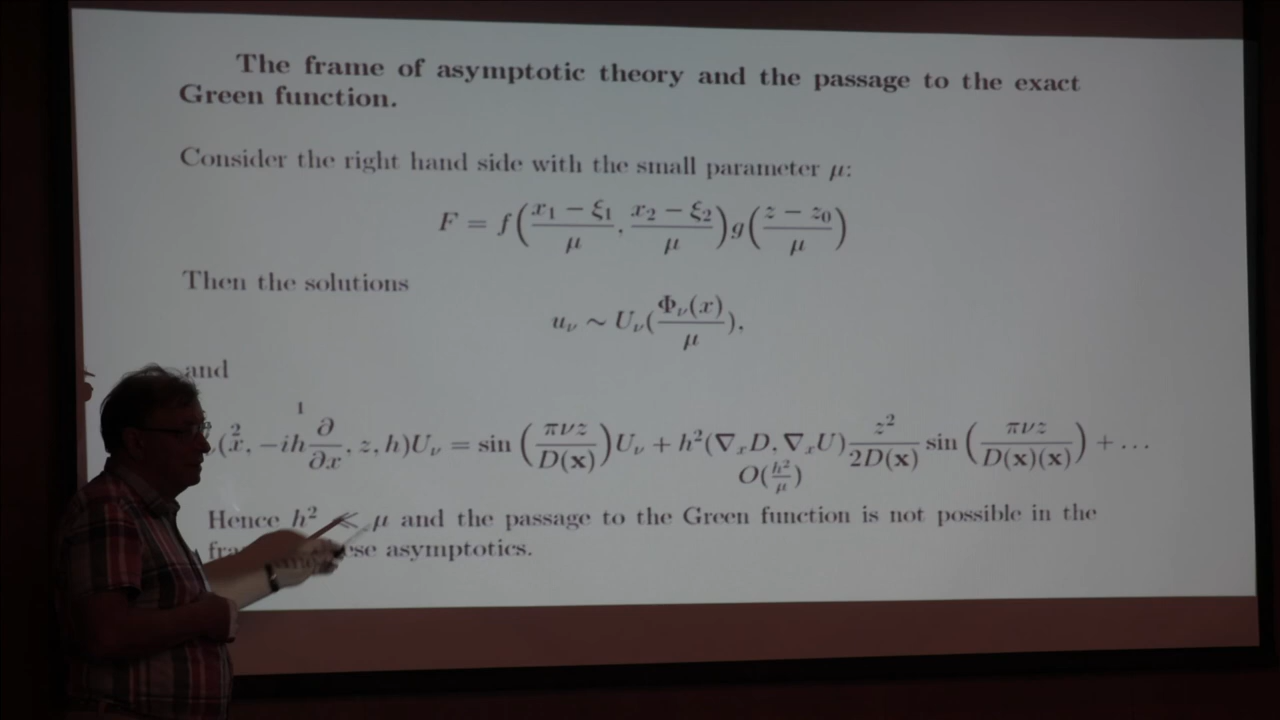 The frame of asymptotic theory and the passage to the exact
Green function.
Consider the right hand side with the small parameter μ:
F = f((x₁ − ξ₁)/μ, (x₂ − ξ₂)/μ) g((z − z₀)/μ)
Then the solutions
u_ν ∼ U_ν(Φ_ν(x)/μ),
and
(x̂², −ih ∂/∂x¹, z, h)U_ν = sin(πνz/D(𝐱))U_ν + h²(∇ₓD, ∇ₓU) z²/2D(𝐱) sin(πνz/D(𝐱)(𝐱)) + …
O(h²/μ)
Hence h² ≪ μ and the passage to the Green function is not possible in the
asymptotics.